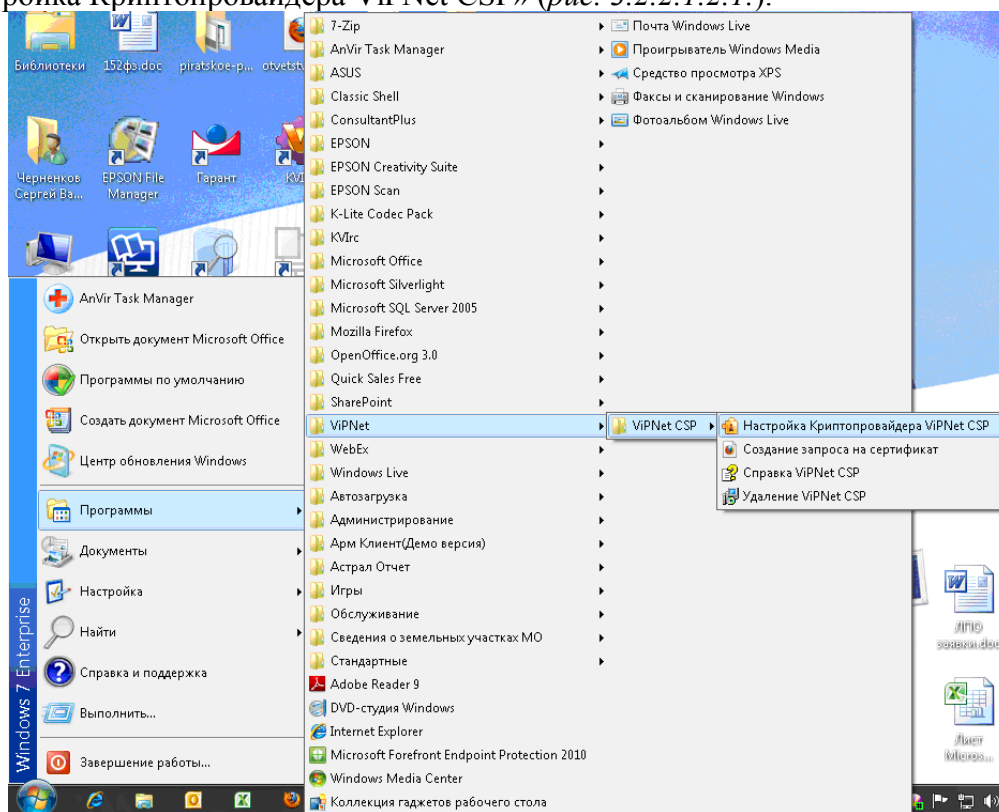 ройка Криптопровайдера ViPNet CSP» (рис. 3.2.2.1.2.1.).
Библиотеки
152фз.doc
piratskoe-p...
otvetstv
Черненков Сергей Ва...
EPSON File Manager
Гарант
KVI
AnVir Task Manager
Открыть документ Microsoft Office
Программы по умолчанию
Создать документ Microsoft Office
Центр обновления Windows
Программы
Документы
Настройка
Найти
Справка и поддержка
Выполнить...
Завершение работы...
Windows 7 Enterprise
7-Zip
AnVir Task Manager
ASUS
Classic Shell
ConsultantPlus
EPSON
EPSON Creativity Suite
EPSON Scan
K-Lite Codec Pack
KVIrc
Microsoft Office
Microsoft Silverlight
Microsoft SQL Server 2005
Mozilla Firefox
OpenOffice.org 3.0
Quick Sales Free
SharePoint
ViPNet
WebEx
Windows Live
Автозагрузка
Администрирование
Арм Клиент(Демо версия)
Астрал Отчет
Игры
Обслуживание
Сведения о земельных участках МО
Стандартные
Adobe Reader 9
DVD-студия Windows
Internet Explorer
Microsoft Forefront Endpoint Protection 2010
Windows Media Center
Коллекция гаджетов рабочего стола
Почта Windows Live
Проигрыватель Windows Media
Средство просмотра XPS
Факсы и сканирование Windows
Фотоальбом Windows Live
ViPNet CSP
Настройка Криптопровайдера ViPNet CSP
Создание запроса на сертификат
Справка ViPNet CSP
Удаление ViPNet CSP
заявки.doc
Лист
Micros...